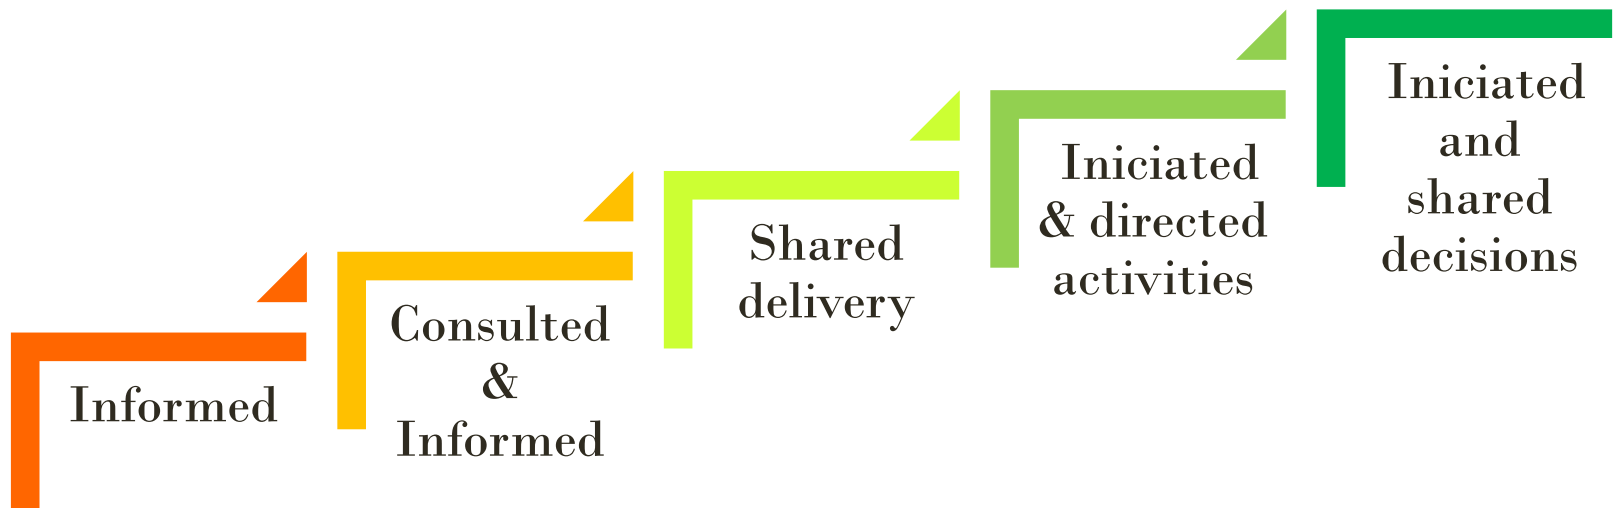 Informed
Consulted
&
Informed
Shared
delivery
Iniciated
& directed
activities
Iniciated
and
shared
decisions